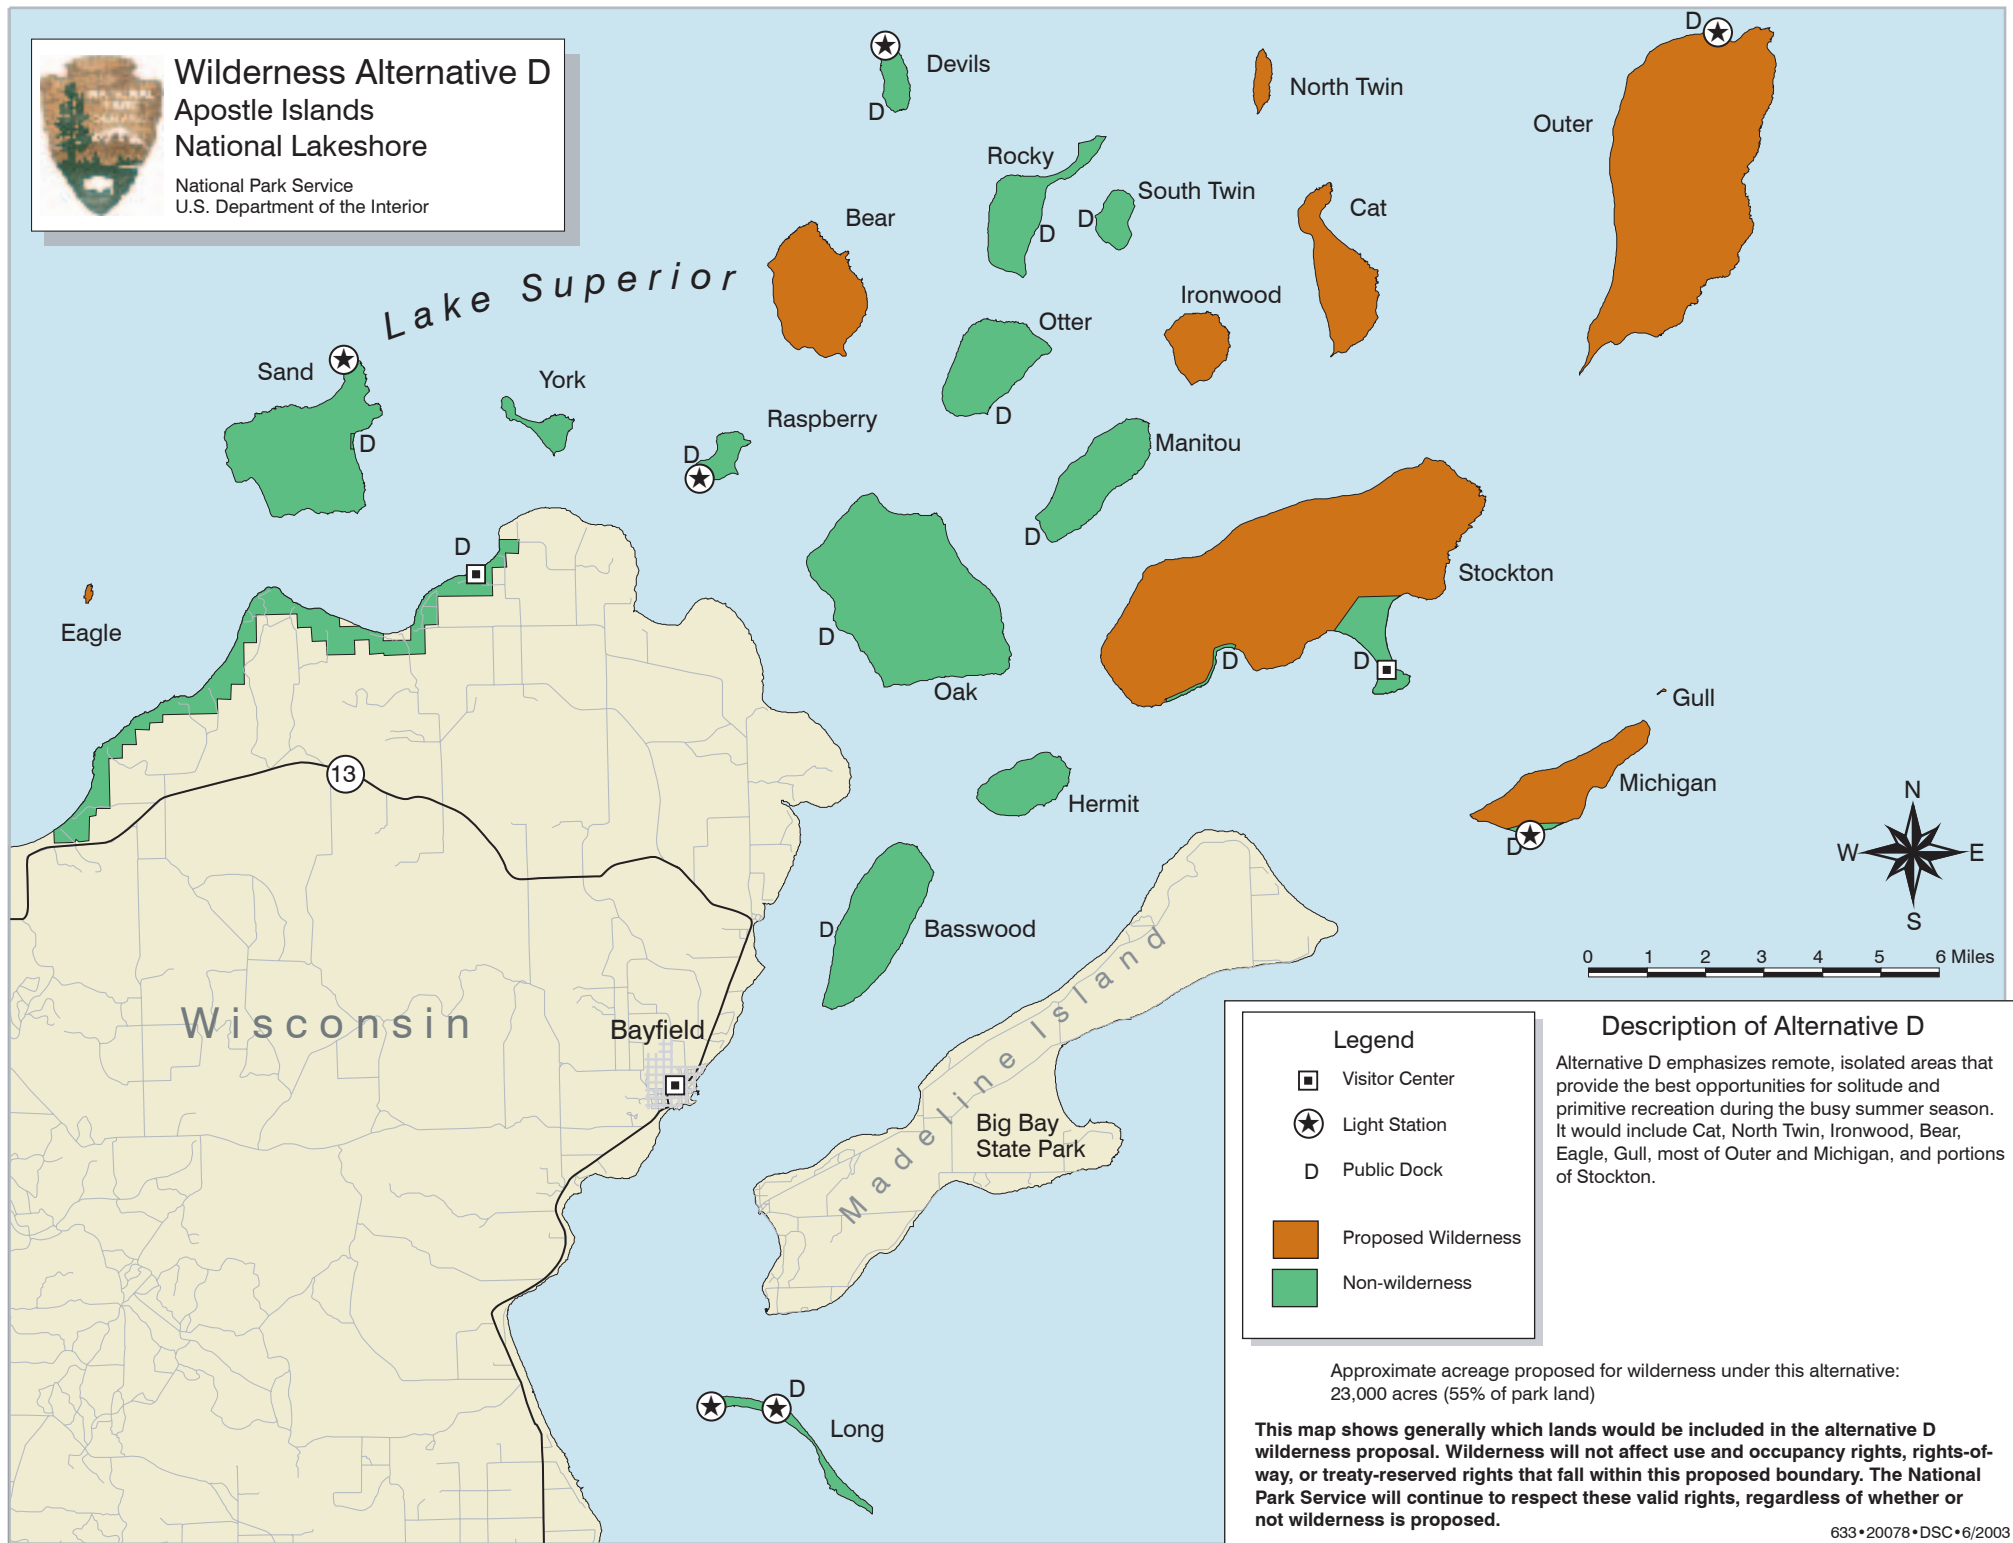 Wilderness Alternative D
Apostle Islands
National Lakeshore
National Park Service
U.S. Department of the Interior
Devils
D
D
North Twin
Outer
Rocky
D
South Twin
D
Cat
Bear
Lake Superior
Ironwood
Otter
D
Sand
D
York
Raspberry
D
Manitou
D
D
Stockton
D
D
Eagle
D
Oak
Gull
Michigan
D
13
Hermit
N
W
E
S
Basswood
D
0 1 2 3 4 5 6 Miles
Wisconsin
Bayfield
Madeline Island
Big Bay
State Park
D
Long
Legend
Visitor Center
Light Station
D Public Dock
Proposed Wilderness
Non-wilderness
Description of Alternative D
Alternative D emphasizes remote, isolated areas that
provide the best opportunities for solitude and
primitive recreation during the busy summer season.
It would include Cat, North Twin, Ironwood, Bear,
Eagle, Gull, most of Outer and Michigan, and portions
of Stockton.
Approximate acreage proposed for wilderness under this alternative:
23,000 acres (55% of park land)
This map shows generally which lands would be included in the alternative D
wilderness proposal. Wilderness will not affect use and occupancy rights, rights-of-
way, or treaty-reserved rights that fall within this proposed boundary. The National
Park Service will continue to respect these valid rights, regardless of whether or
not wilderness is proposed.
633•20078•DSC•6/2003